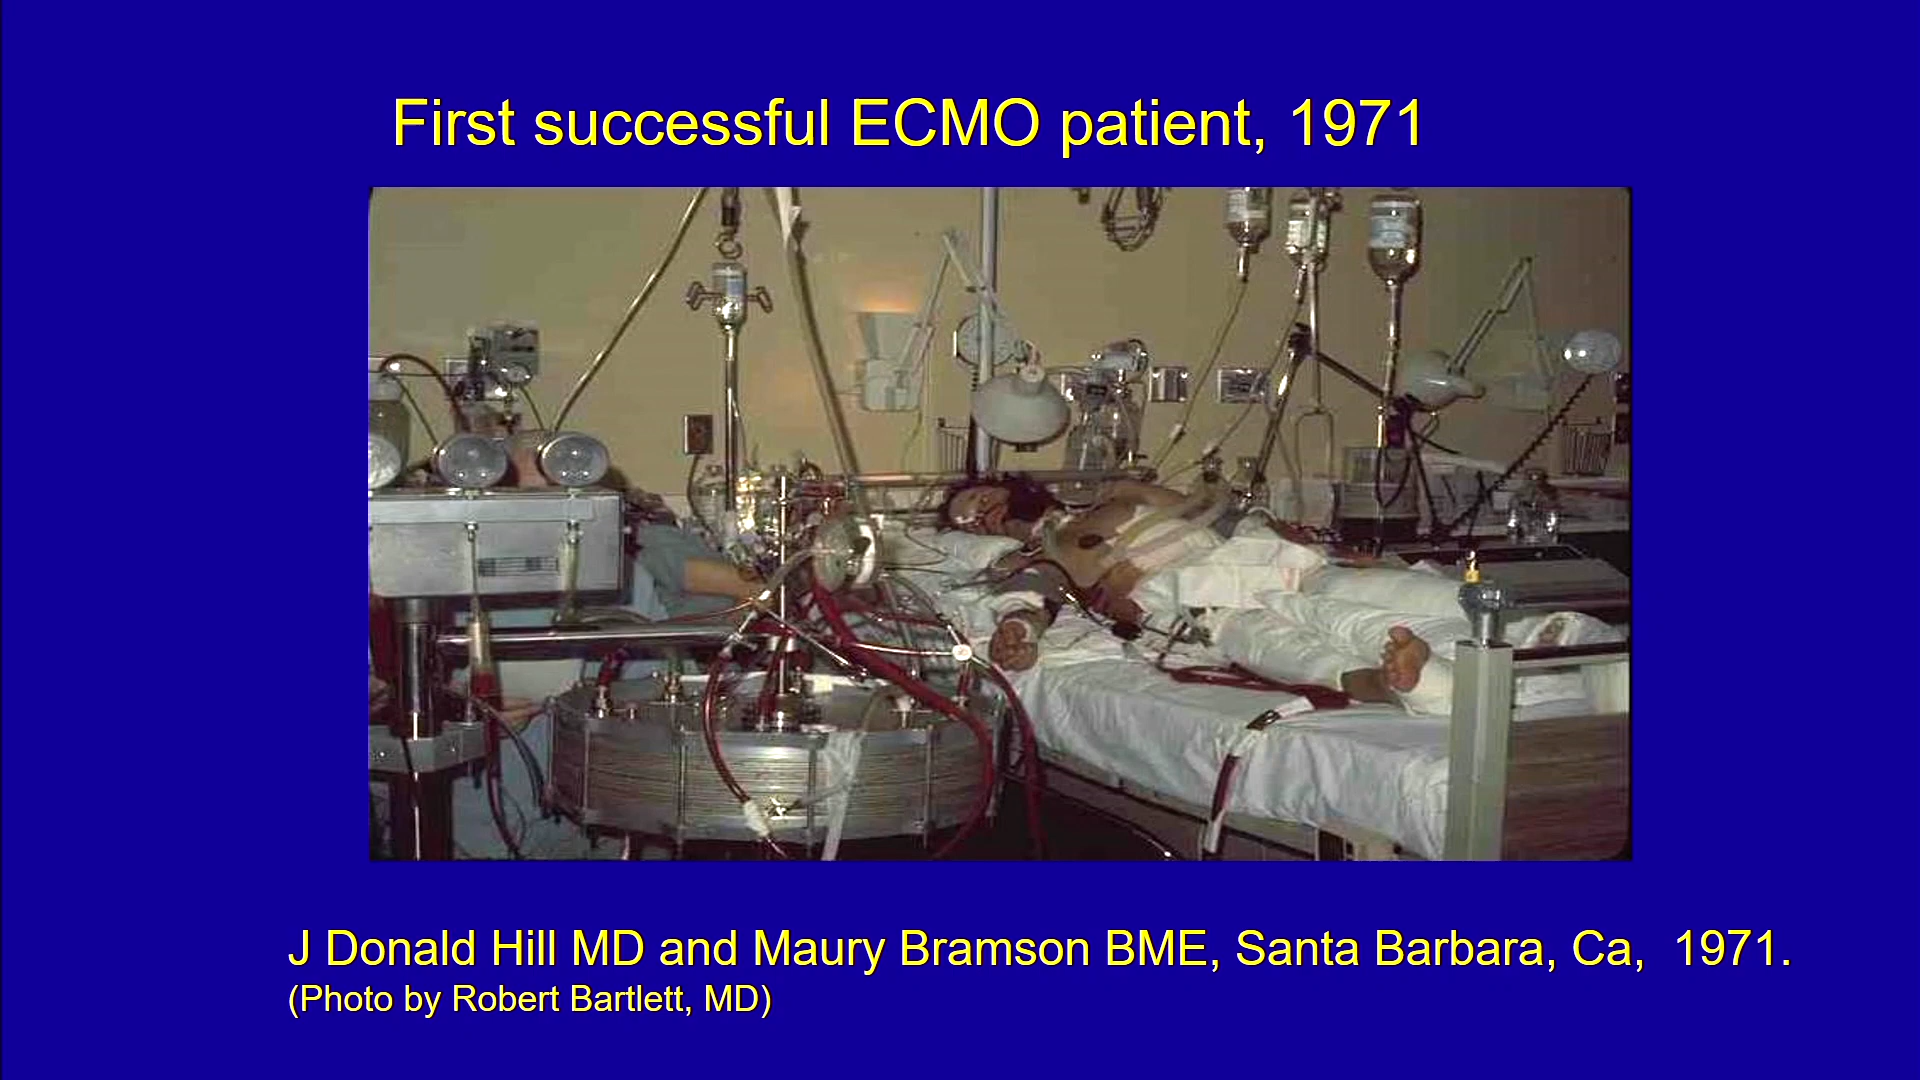 First successful ECMO patient, 1971
J Donald Hill MD and Maury Bramson BME, Santa Barbara, Ca, 1971.
(Photo by Robert Bartlett, MD)